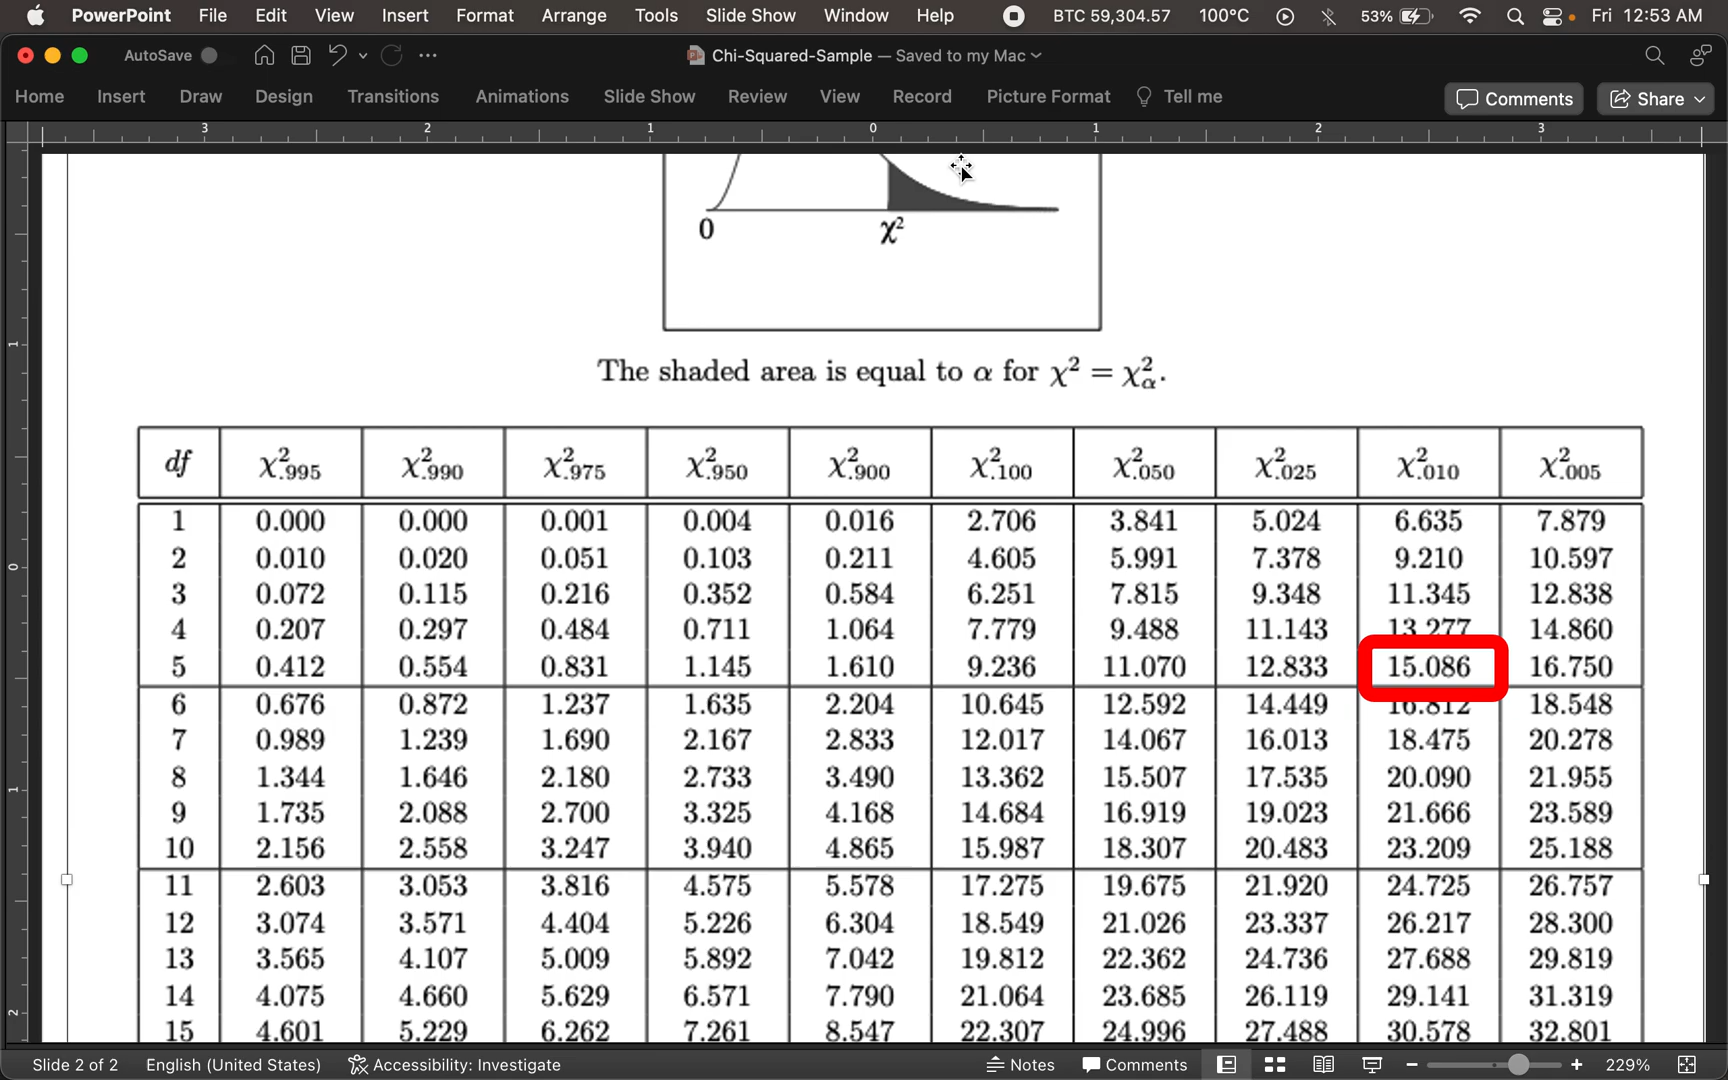 PowerPoint File Edit View Insert Format Arrange Tools Slide Show Window Help BTC 59,304.57 100°C 53% Fri 12:53 AM
AutoSave Chi-Squared-Sample — Saved to my Mac
Home Insert Draw Design Transitions Animations Slide Show Review View Record Picture Format Tell me Comments Share
3 2 1 0 1 2 3
0 χ²
1
The shaded area is equal to α for χ² = χ²α.
df χ².995 χ².990 χ².975 χ².950 χ².900 χ².100 χ².050 χ².025 χ².010 χ².005
1 0.000 0.000 0.001 0.004 0.016 2.706 3.841 5.024 6.635 7.879
2 0.010 0.020 0.051 0.103 0.211 4.605 5.991 7.378 9.210 10.597
0
3 0.072 0.115 0.216 0.352 0.584 6.251 7.815 9.348 11.345 12.838
4 0.207 0.297 0.484 0.711 1.064 7.779 9.488 11.143 13.277 14.860
5 0.412 0.554 0.831 1.145 1.610 9.236 11.070 12.833 15.086 16.750
6 0.676 0.872 1.237 1.635 2.204 10.645 12.592 14.449 16.812 18.548
7 0.989 1.239 1.690 2.167 2.833 12.017 14.067 16.013 18.475 20.278
8 1.344 1.646 2.180 2.733 3.490 13.362 15.507 17.535 20.090 21.955
1
9 1.735 2.088 2.700 3.325 4.168 14.684 16.919 19.023 21.666 23.589
10 2.156 2.558 3.247 3.940 4.865 15.987 18.307 20.483 23.209 25.188
11 2.603 3.053 3.816 4.575 5.578 17.275 19.675 21.920 24.725 26.757
12 3.074 3.571 4.404 5.226 6.304 18.549 21.026 23.337 26.217 28.300
13 3.565 4.107 5.009 5.892 7.042 19.812 22.362 24.736 27.688 29.819
14 4.075 4.660 5.629 6.571 7.790 21.064 23.685 26.119 29.141 31.319
2
15 4.601 5.229 6.262 7.261 8.547 22.307 24.996 27.488 30.578 32.801
Slide 2 of 2 English (United States) Accessibility: Investigate Notes Comments 229%